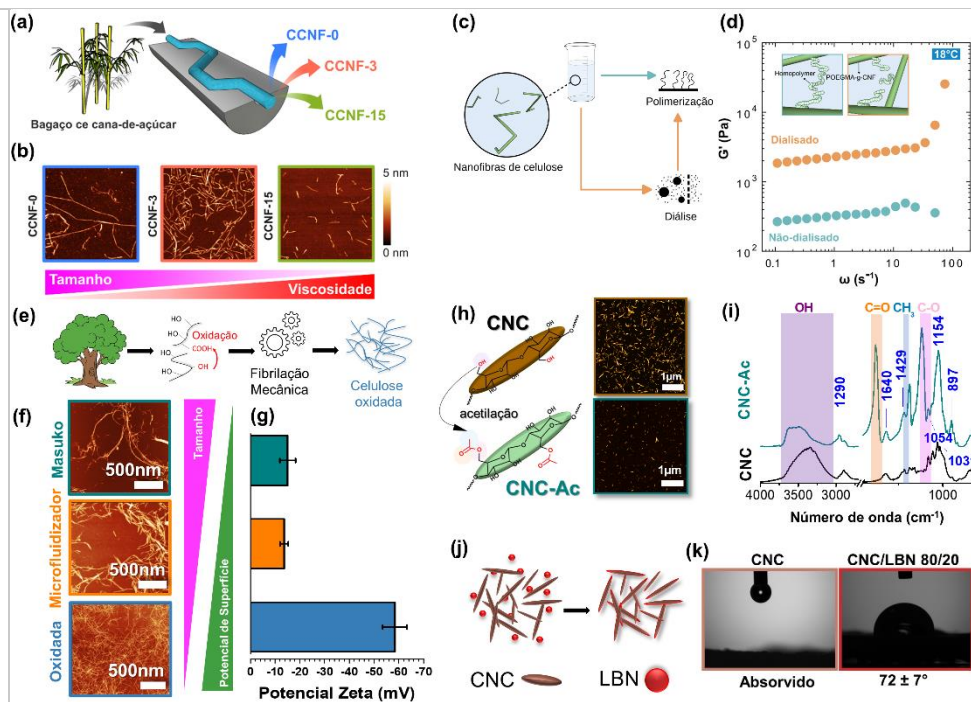 (a)
CCNF-0
CCNF-3
CCNF-15
Bagaço ce cana-de-açúcar
(b)
CCNF-0
CCNF-3
CCNF-15
5 nm
0 nm
Tamanho
Viscosidade
(c)
Nanofibras de celulose
Polimerização
Diálise
(d)
18°C
Homopolymer
POEGMA-g-CNF
Dialisado
Não-dialisado
G' (Pa)
10⁵
10⁴
10³
10²
0.1
1
10
100
ω (s⁻¹)
(e)
HO
Oxidação
COOH
OH
HO
Fibrilação
Mecânica
Celulose
oxidada
(f)
Masuko
500nm
Microfluidizador
500nm
Oxidada
500nm
Tamanho
Potencial de Superfície
(g)
0 -10 -20 -30 -40 -50 -60 -70
Potencial Zeta (mV)
(h)
CNC
acetilação
CNC-Ac
1μm
1μm
(i)
OH
C=O
CH₃
C-O
1290
1640
1429
1154
897
1054
1031
CNC-Ac
CNC
4000 3500 3000 1000
Número de onda (cm⁻¹)
(j)
CNC
LBN
(k)
CNC
CNC/LBN 80/20
Absorvido
72 ± 7°